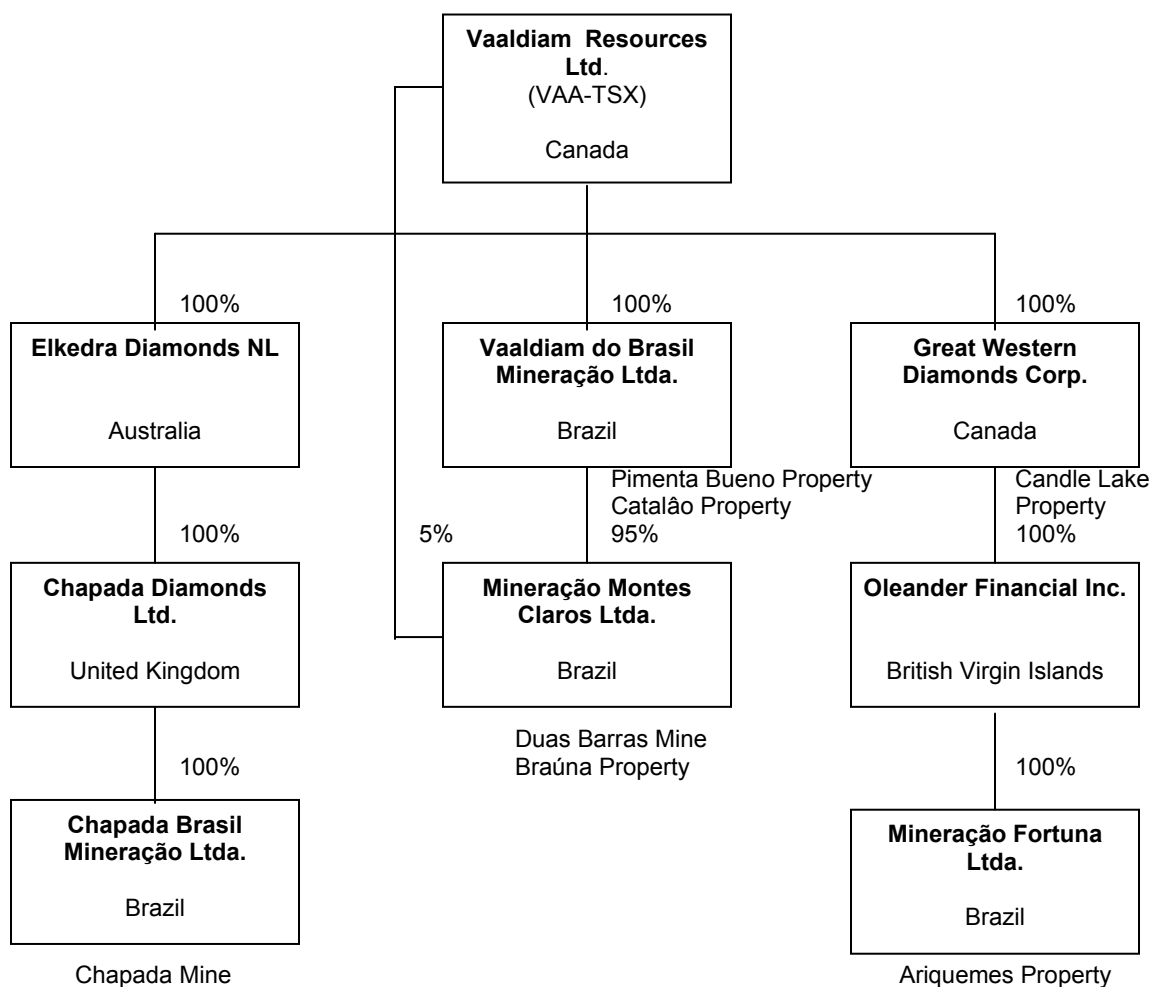 Vaaldiam Resources
Ltd.
(VAA-TSX)
Canada
100%
100%
100%
Elkedra Diamonds NL
Australia
Vaaldiam do Brasil
Mineração Ltda.
Brazil
Great Western
Diamonds Corp.
Canada
Pimenta Bueno Property
Catalâo Property
95%
Candle Lake
Property
100%
100%
5%
Chapada Diamonds
Ltd.
United Kingdom
Mineração Montes
Claros Ltda.
Brazil
Oleander Financial Inc.
British Virgin Islands
Duas Barras Mine
Braúna Property
100%
100%
Chapada Brasil
Mineração Ltda.
Brazil
Mineração Fortuna
Ltda.
Brazil
Chapada Mine
Ariquemes Property